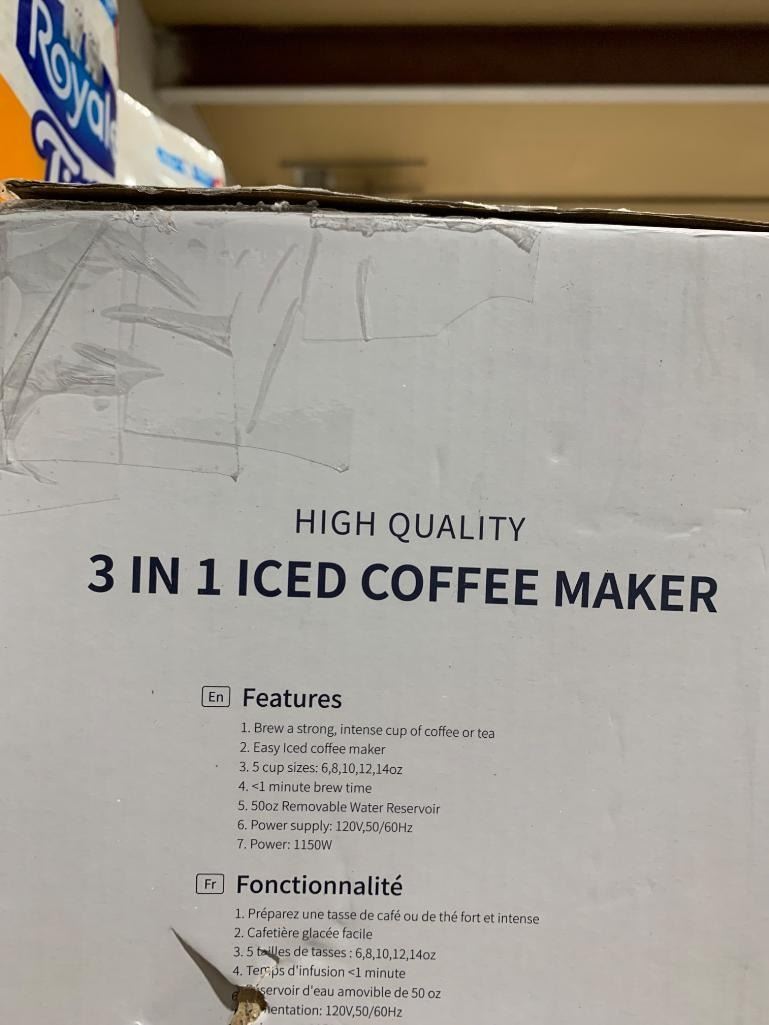 Royale
HIGH QUALITY
3 IN 1 ICED COFFEE MAKER
En Features
1. Brew a strong, intense cup of coffee or tea
2. Easy Iced coffee maker
3. 5 cup sizes: 6,8,10,12,14oz
4. <1 minute brew time
5. 50oz Removable Water Reservoir
6. Power supply: 120V,50/60Hz
7. Power: 1150W
Fr Fonctionnalité
1. Préparez une tasse de café ou de thé fort et intense
2. Cafetière glacée facile
3. 5 tailles de tasses : 6,8,10,12,14oz
4. Temps d'infusion <1 minute
d'eau amovible de 50 oz
120V,50/60Hz